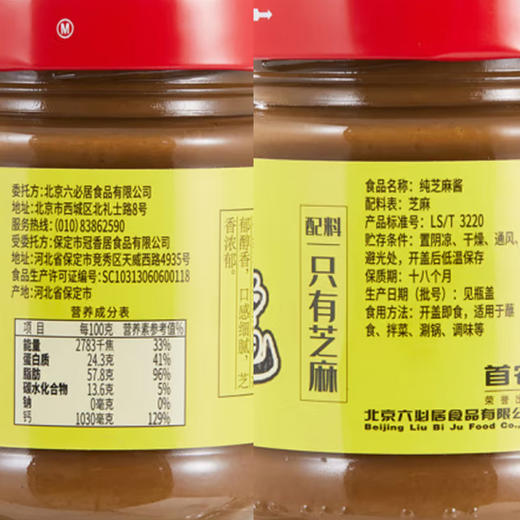 M
委托方:北京六必居食品有限公司
地址:北京市西城区北礼士路8号
服务热线:(010)83862590
受委托方:保定市冠香居食品有限公司
地址:河北省保定市竞秀区天威西路4935号
食品生产许可证编号:SC10313060600118
产地:河北省保定市
营养成分表
项目 每100克 营养素参考值%
能量 2783千焦 33%
蛋白质 24.3克 41%
脂肪 57.8克 96%
碳水化合物 13.6克 5%
钠 0毫克 0%
钙 1030毫克 129%
郁醇香,口感细腻,芝
香浓郁。
配料
只有芝麻
食品名称:纯芝麻酱
配料表:芝麻
产品标准号:LS/T 3220
贮存条件:置阴凉、干燥、通风、
避光处,开盖后低温保存
保质期:十八个月
生产日期(批号):见瓶盖
食用方法:开盖即食,适用于蘸
食、拌菜、涮锅、调味等
首农
荣誉出
北京六必居食品有限公
Beijing Liu Bi Ju Food Co.,